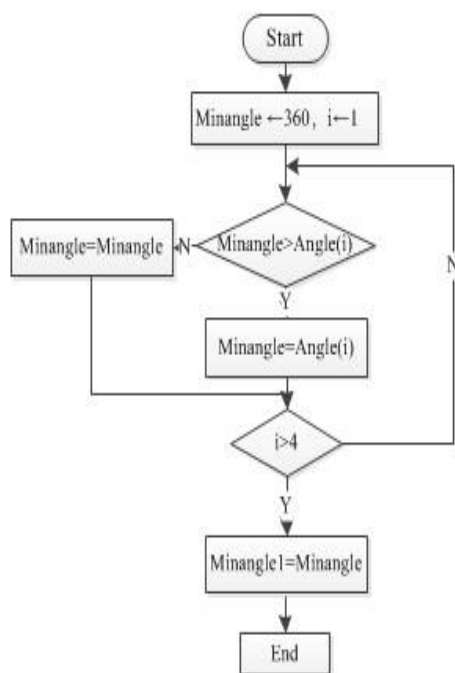 Start
Minangle ←360, i←1
Minangle>Angle(i)
N
Minangle=Minangle
N
Y
Minangle=Angle(i)
i>4
Y
Minangle1=Minangle
End